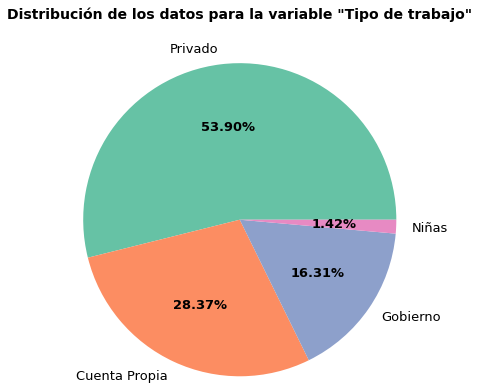 Distribución de los datos para la variable "Tipo de trabajo"
Privado
53.90%
1.42%
Niñas
16.31%
28.37%
Gobierno
Cuenta Propia